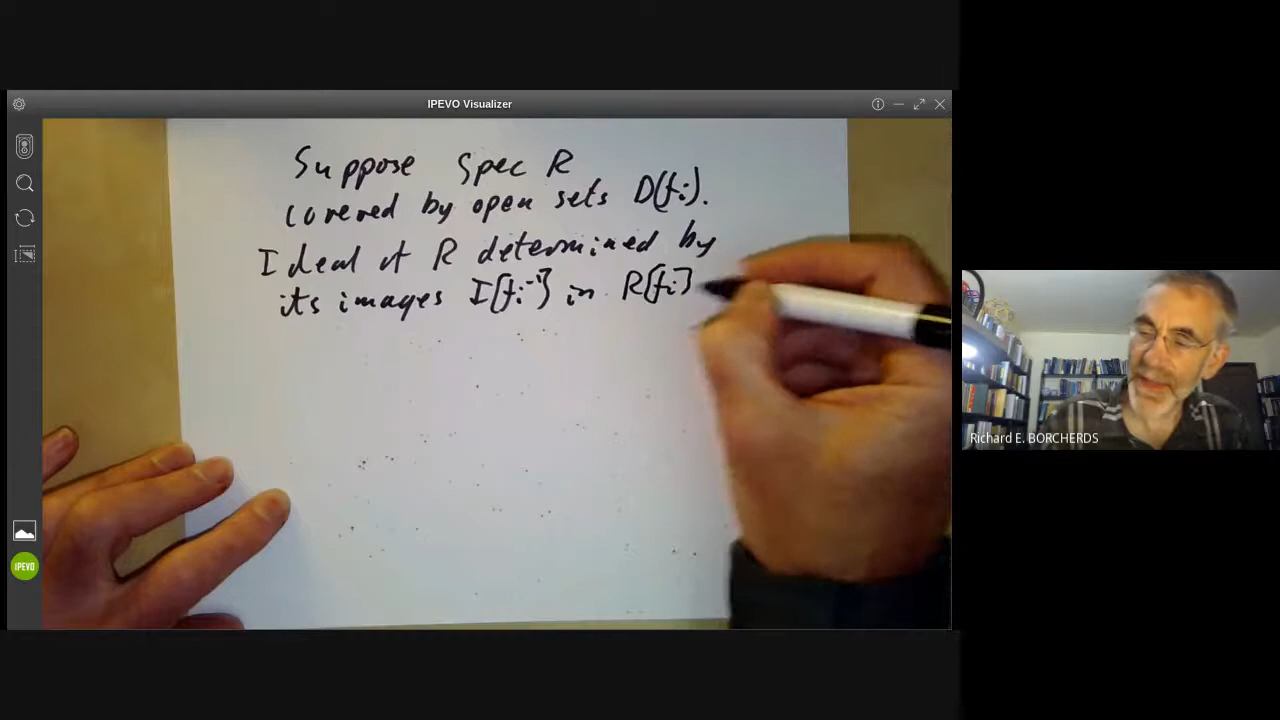 IPEVO Visualizer
Suppose Spec R
covered by open sets D(fi).
Ideal of R determined by
its images I[fi⁻¹] in R[fi]
Richard E. BORCHERDS
IPEVO